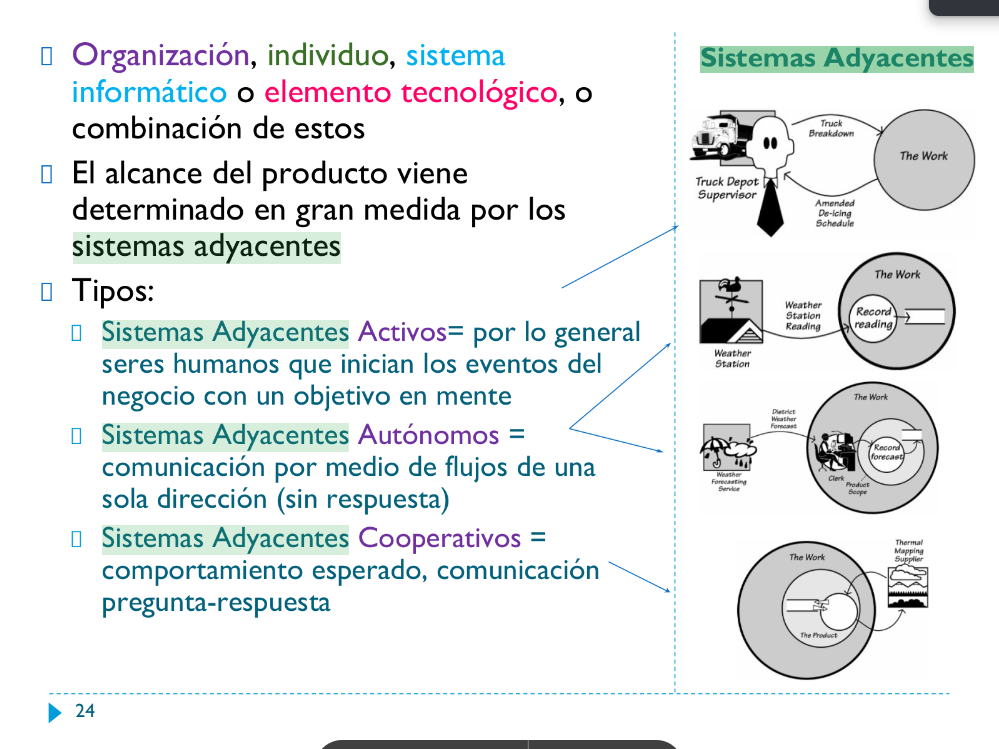 Organización, individuo, sistema
informático o elemento tecnológico, o
combinación de estos
El alcance del producto viene
determinado en gran medida por los
sistemas adyacentes
Tipos:
Sistemas Adyacentes Activos= por lo general
seres humanos que inician los eventos del
negocio con un objetivo en mente
Sistemas Adyacentes Autónomos =
comunicación por medio de flujos de una
sola dirección (sin respuesta)
Sistemas Adyacentes Cooperativos =
comportamiento esperado, comunicación
pregunta-respuesta
Sistemas Adyacentes
Truck
Breakdown
The Work
Truck Depot
Supervisor
Amended
De-icing
Schedule
The Work
Weather
Station
Reading
Record
reading
Weather
Station
The Work
District
Weather
Forecast
Record
forecast
Weather
Forecasting
Service
Clerk
Product
Scope
Thermal
Mapping
Supplier
The Work
The Product
24